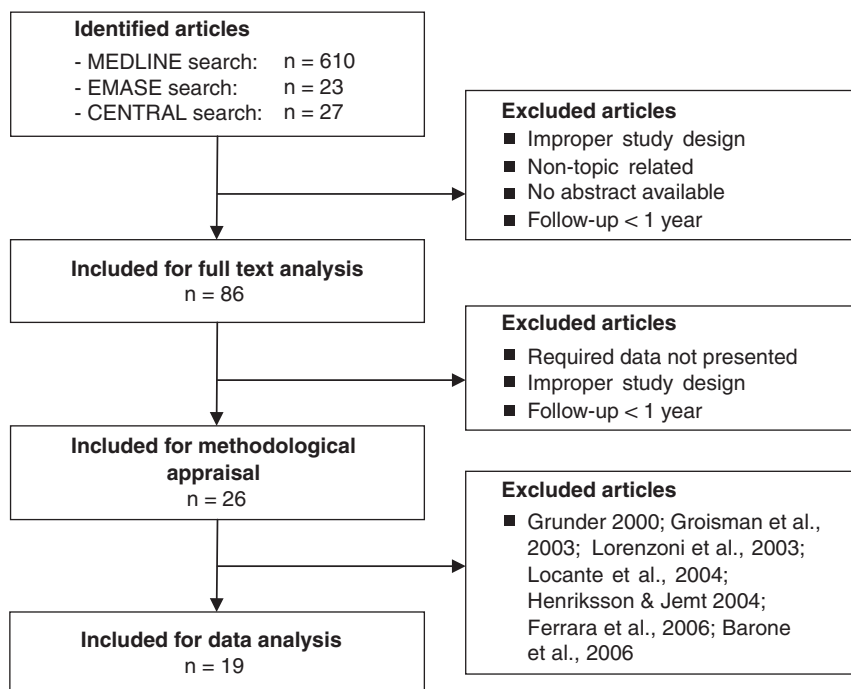 Identified articles
- MEDLINE search: n = 610
- EMASE search: n = 23
- CENTRAL search: n = 27
Excluded articles
■ Improper study design
■ Non-topic related
■ No abstract available
■ Follow-up < 1 year
Included for full text analysis
n = 86
Excluded articles
■ Required data not presented
■ Improper study design
■ Follow-up < 1 year
Included for methodological
appraisal
n = 26
Excluded articles
■ Grunder 2000; Groisman et al.,
2003; Lorenzoni et al., 2003;
Locante et al., 2004;
Henriksson & Jemt 2004;
Ferrara et al., 2006; Barone
et al., 2006
Included for data analysis
n = 19